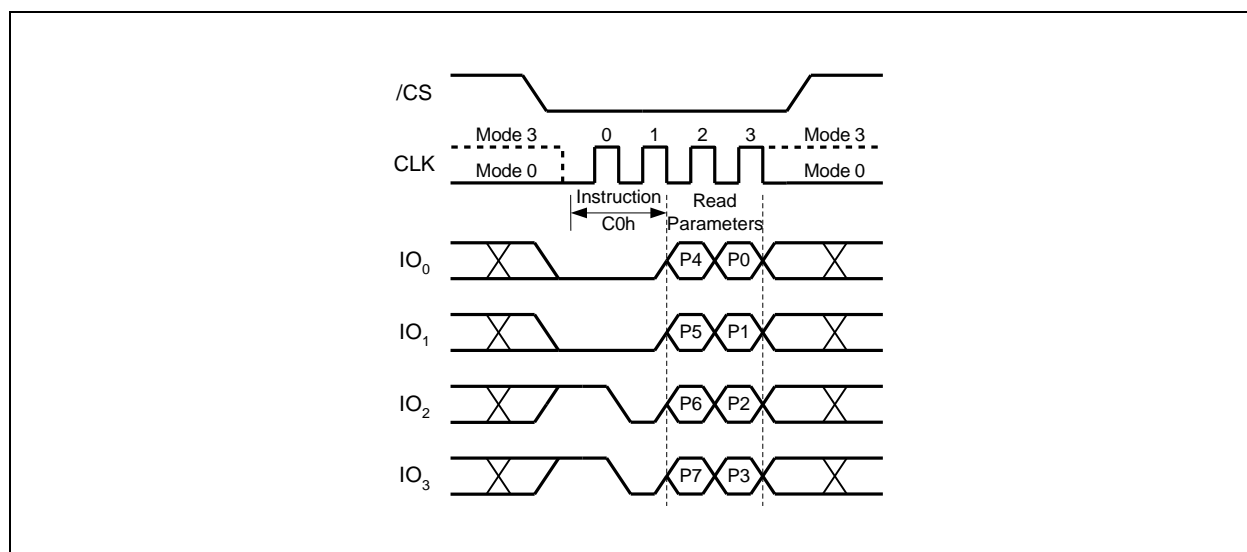 /CS
Mode 3 0 1 2 3 Mode 3
CLK
Mode 0 Mode 0
Instruction Read
C0h Parameters
IO0 P4 P0
IO1 P5 P1
IO2 P6 P2
IO3 P7 P3